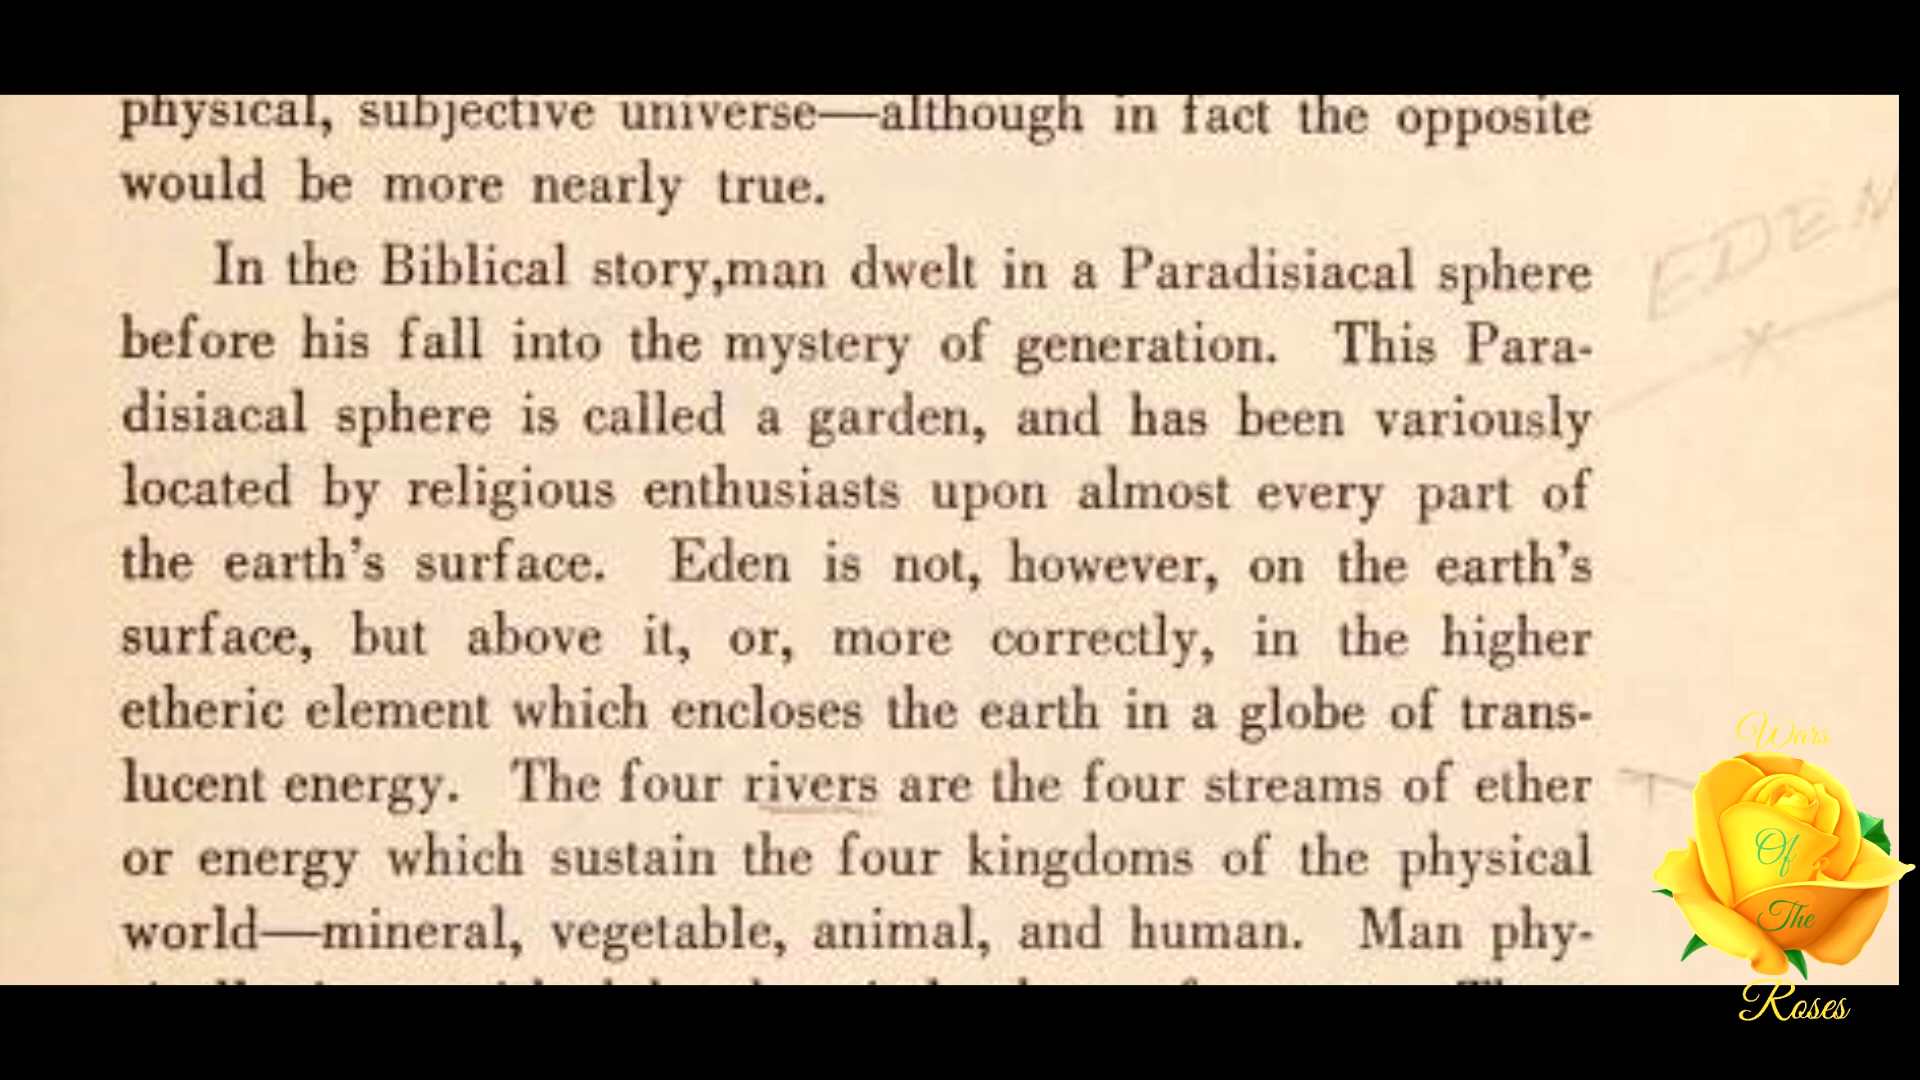 physical, subjective universe—although in fact the opposite
would be more nearly true.
In the Biblical story,man dwelt in a Paradisiacal sphere
before his fall into the mystery of generation. This Para-
disiacal sphere is called a garden, and has been variously
located by religious enthusiasts upon almost every part of
the earth's surface. Eden is not, however, on the earth's
surface, but above it, or, more correctly, in the higher
etheric element which encloses the earth in a globe of trans-
lucent energy. The four rivers are the four streams of ether
or energy which sustain the four kingdoms of the physical
world—mineral, vegetable, animal, and human. Man phy-
EDEN
Wars
Of
The
Roses